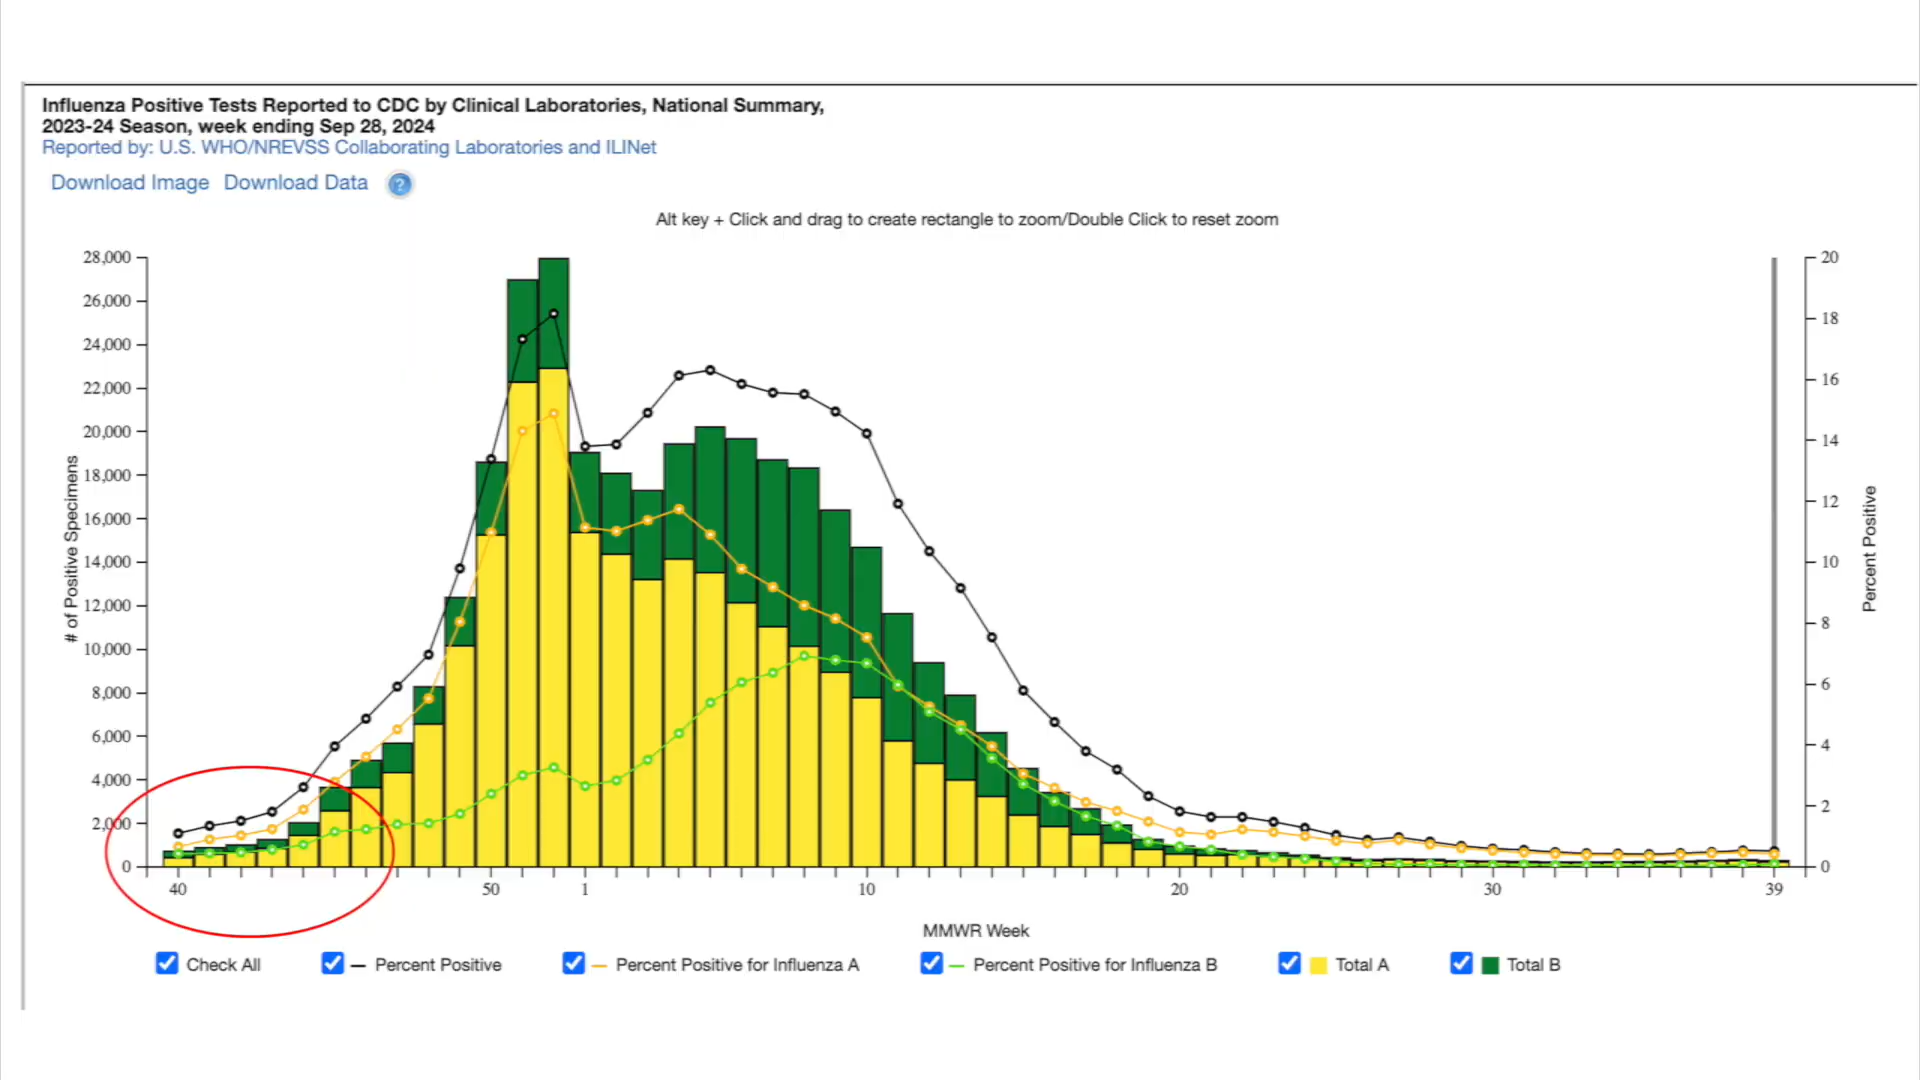 Influenza Positive Tests Reported to CDC by Clinical Laboratories, National Summary,
2023-24 Season, week ending Sep 28, 2024
Reported by: U.S. WHO/NREVSS Collaborating Laboratories and ILINet
Download Image Download Data ?
Alt key + Click and drag to create rectangle to zoom/Double Click to reset zoom
# of Positive Specimens
28,000
26,000
24,000
22,000
20,000
18,000
16,000
14,000
12,000
10,000
8,000
6,000
4,000
2,000
0
20
18
16
14
12
10
8
6
4
2
0
Percent Positive
40 50 1 10 20 30 39
MMWR Week
Check All Percent Positive Percent Positive for Influenza A Percent Positive for Influenza B Total A Total B